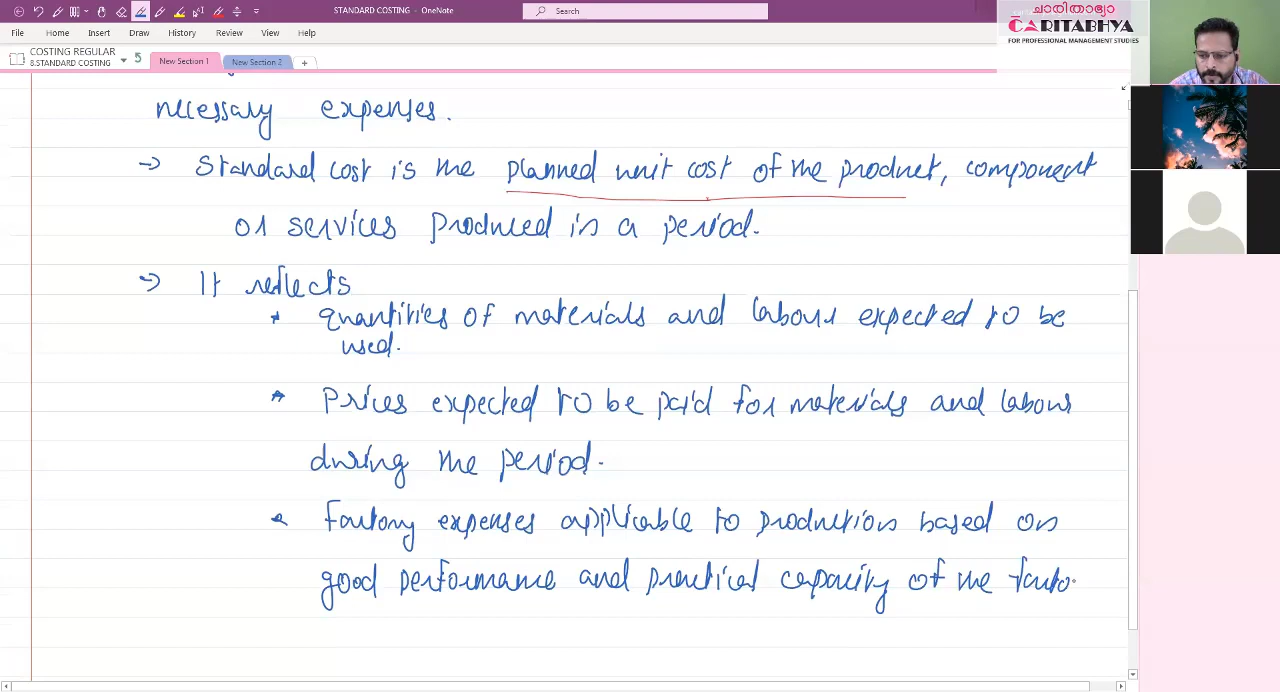 STANDARD COSTING - OneNote
Search
File Home Insert Draw History Review View Help
COSTING REGULAR
8.STANDARD COSTING
New Section 1 New Section 2 +
ചാരിതാഭ്യാ
CARITABHYA
FOR PROFESSIONAL MANAGEMENT STUDIES
necessary expenses.
→ Standard cost is the planned unit cost of the product, component
or services produced in a period.
→ It reflects
* quantities of materials and labour expected to be
used.
* Prices expected to be paid for materials and labour
during the period.
* factory expenses applicable to production based on
good performance and practical capacity of the facto